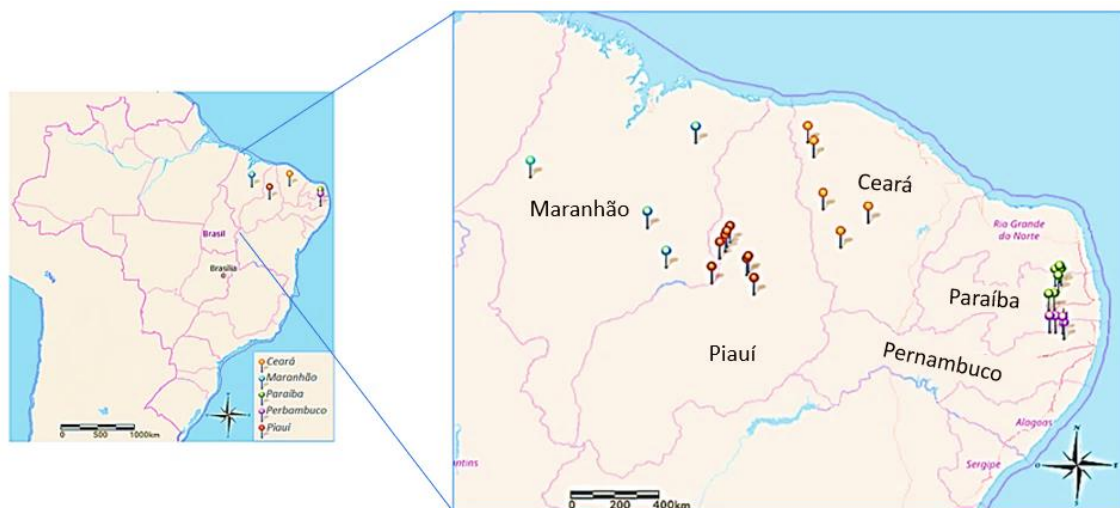 Brasil
Brasília
Ceará
Maranhão
Paraíba
Perbambuco
Piauí
0 500 1000km
Maranhão
Ceará
Rio Grande
do Norte
Paraíba
Piauí
Pernambuco
Alagoas
Sergipe
antins
N
O
E
S
0 200 400km